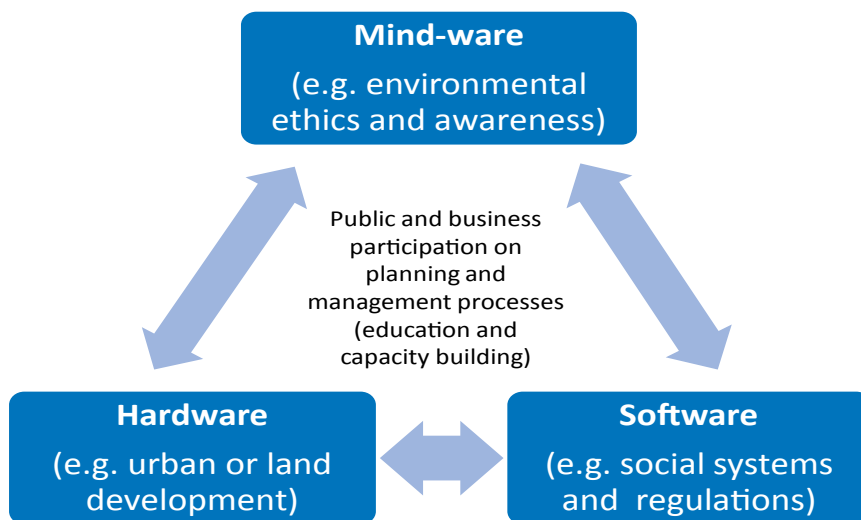 Mind-ware
(e.g. environmental
ethics and awareness)
Public and business
participation on
planning and
management processes
(education and
capacity building)
Hardware
(e.g. urban or land
development)
Software
(e.g. social systems
and regulations)